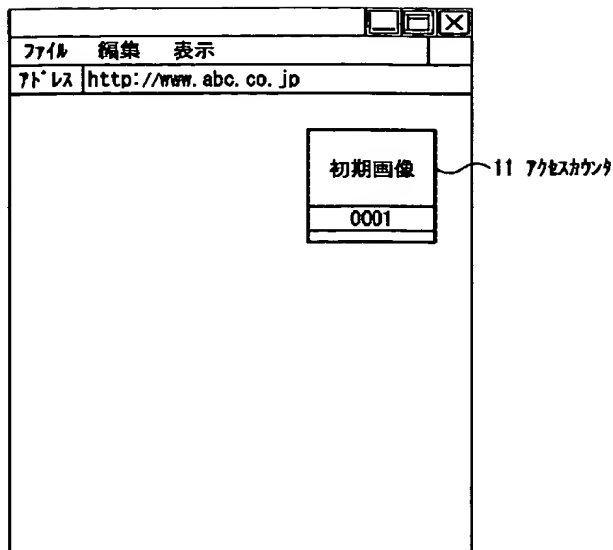 ファイル 編集 表示
アドレス http://www.abc.co.jp
初期画像
0001
11 アクセスカウンタ